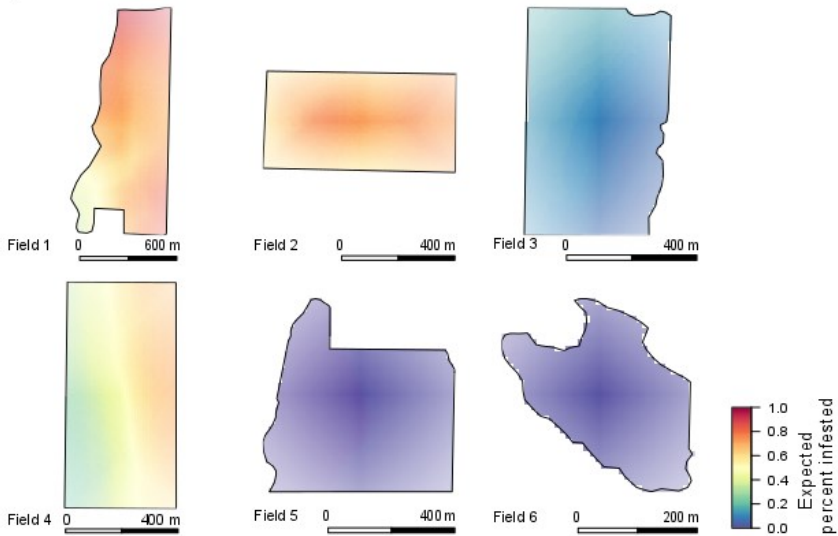 Field 1 0 600 m
Field 2 0 400 m
Field 3 0 400 m
Field 4 0 400 m
Field 5 0 400 m
Field 6 0 200 m
1.0
0.8
0.6
0.4
0.2
0.0
Expected
percent infested